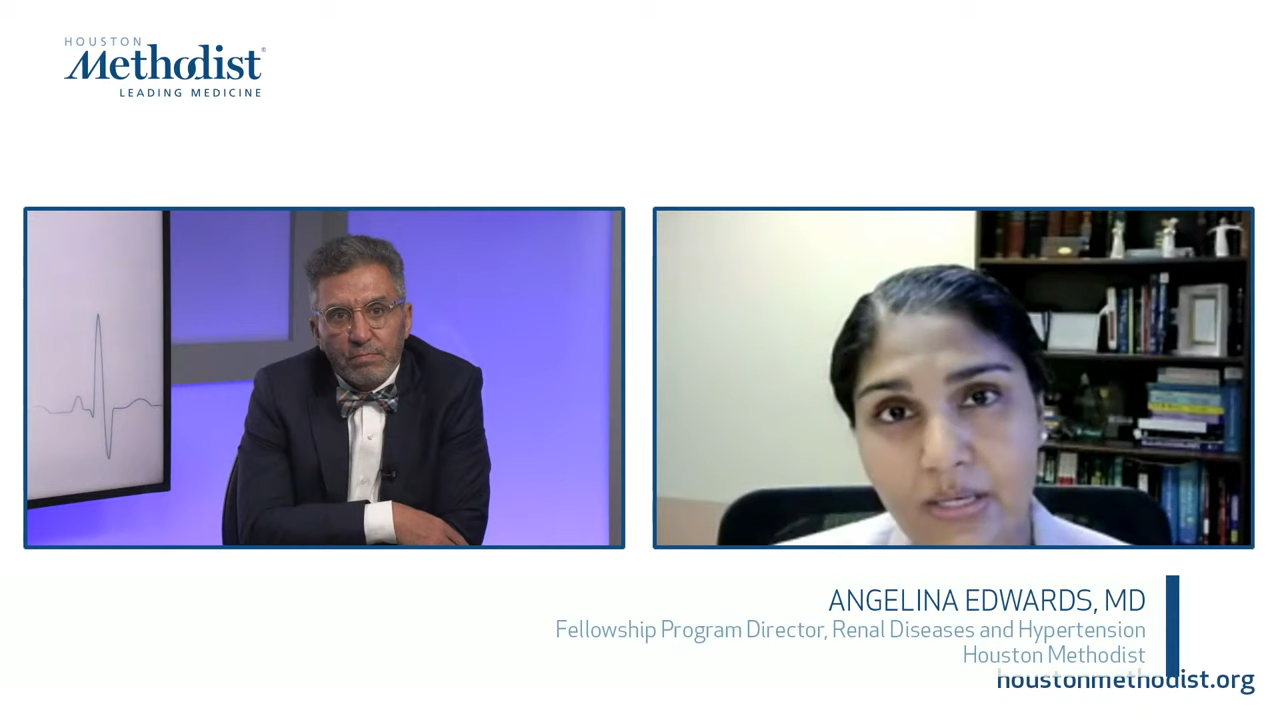 HOUSTON
Methodist®
LEADING MEDICINE
ANGELINA EDWARDS, MD
Fellowship Program Director, Renal Diseases and Hypertension
Houston Methodist
houstonmethodist.org